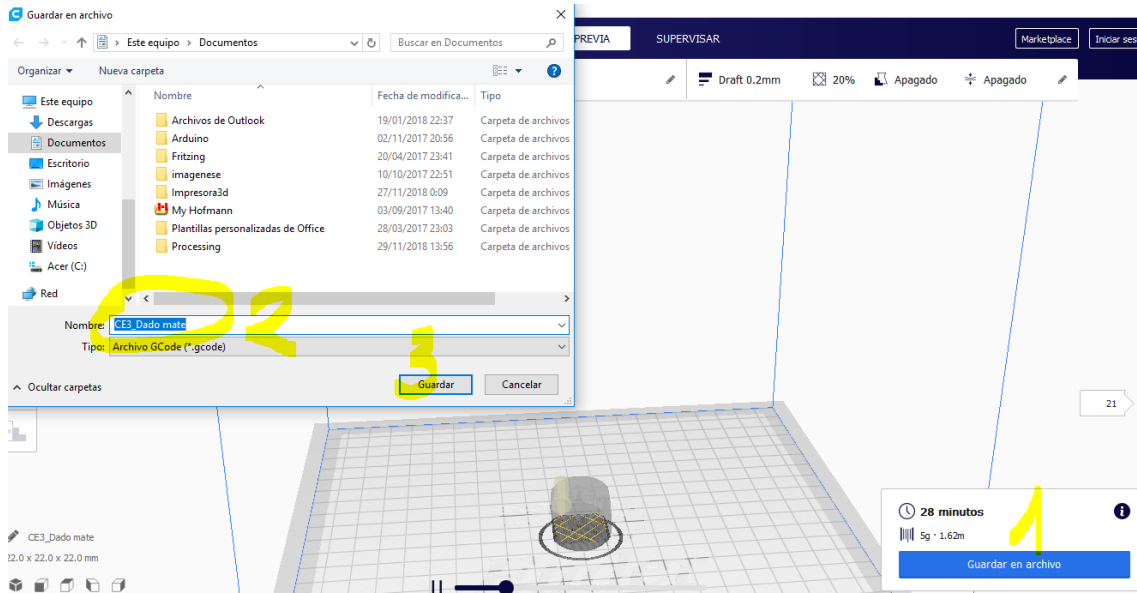 Guardar en archivo
Este equipo > Documentos
Buscar en Documentos
PREVIA
SUPERVISAR
Marketplace
Iniciar ses
Organizar
Nueva carpeta
Draft 0.2mm
20%
Apagado
Apagado
Este equipo
Descargas
Documentos
Escritorio
Imágenes
Música
Objetos 3D
Vídeos
Acer (C:)
Red
Nombre Fecha de modifica... Tipo
Archivos de Outlook 19/01/2018 22:37 Carpeta de archivos
Arduino 02/11/2017 20:56 Carpeta de archivos
Fritzing 20/04/2017 23:41 Carpeta de archivos
imagenese 10/10/2017 22:51 Carpeta de archivos
Impresora3d 27/11/2018 0:09 Carpeta de archivos
My Hofmann 03/09/2017 13:40 Carpeta de archivos
Plantillas personalizadas de Office 28/03/2017 23:03 Carpeta de archivos
Processing 29/11/2018 13:56 Carpeta de archivos
2
Nombre: CE3_Dado mate
Tipo: Archivo GCode (*.gcode)
3
Ocultar carpetas
Guardar
Cancelar
21
28 minutos
1
5g · 1.62m
Guardar en archivo
CE3_Dado mate
22.0 x 22.0 x 22.0 mm